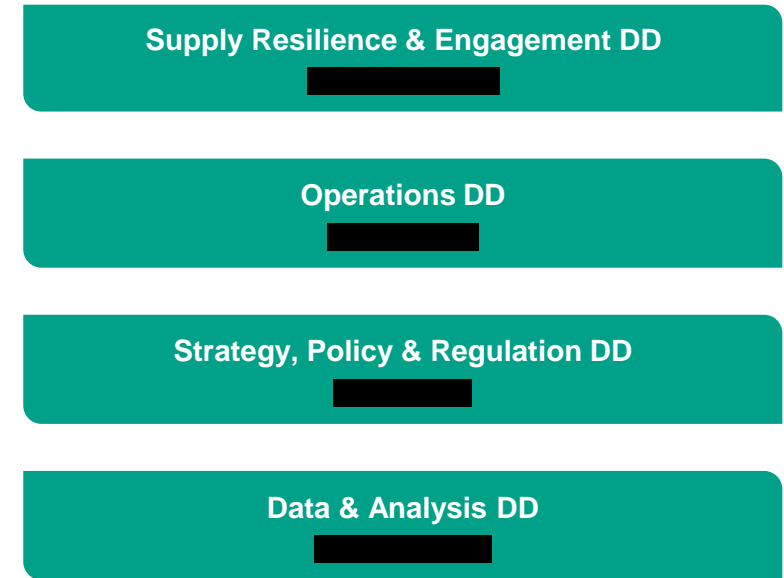 Supply Resilience & Engagement DD
Operations DD
Strategy, Policy & Regulation DD
Data & Analysis DD